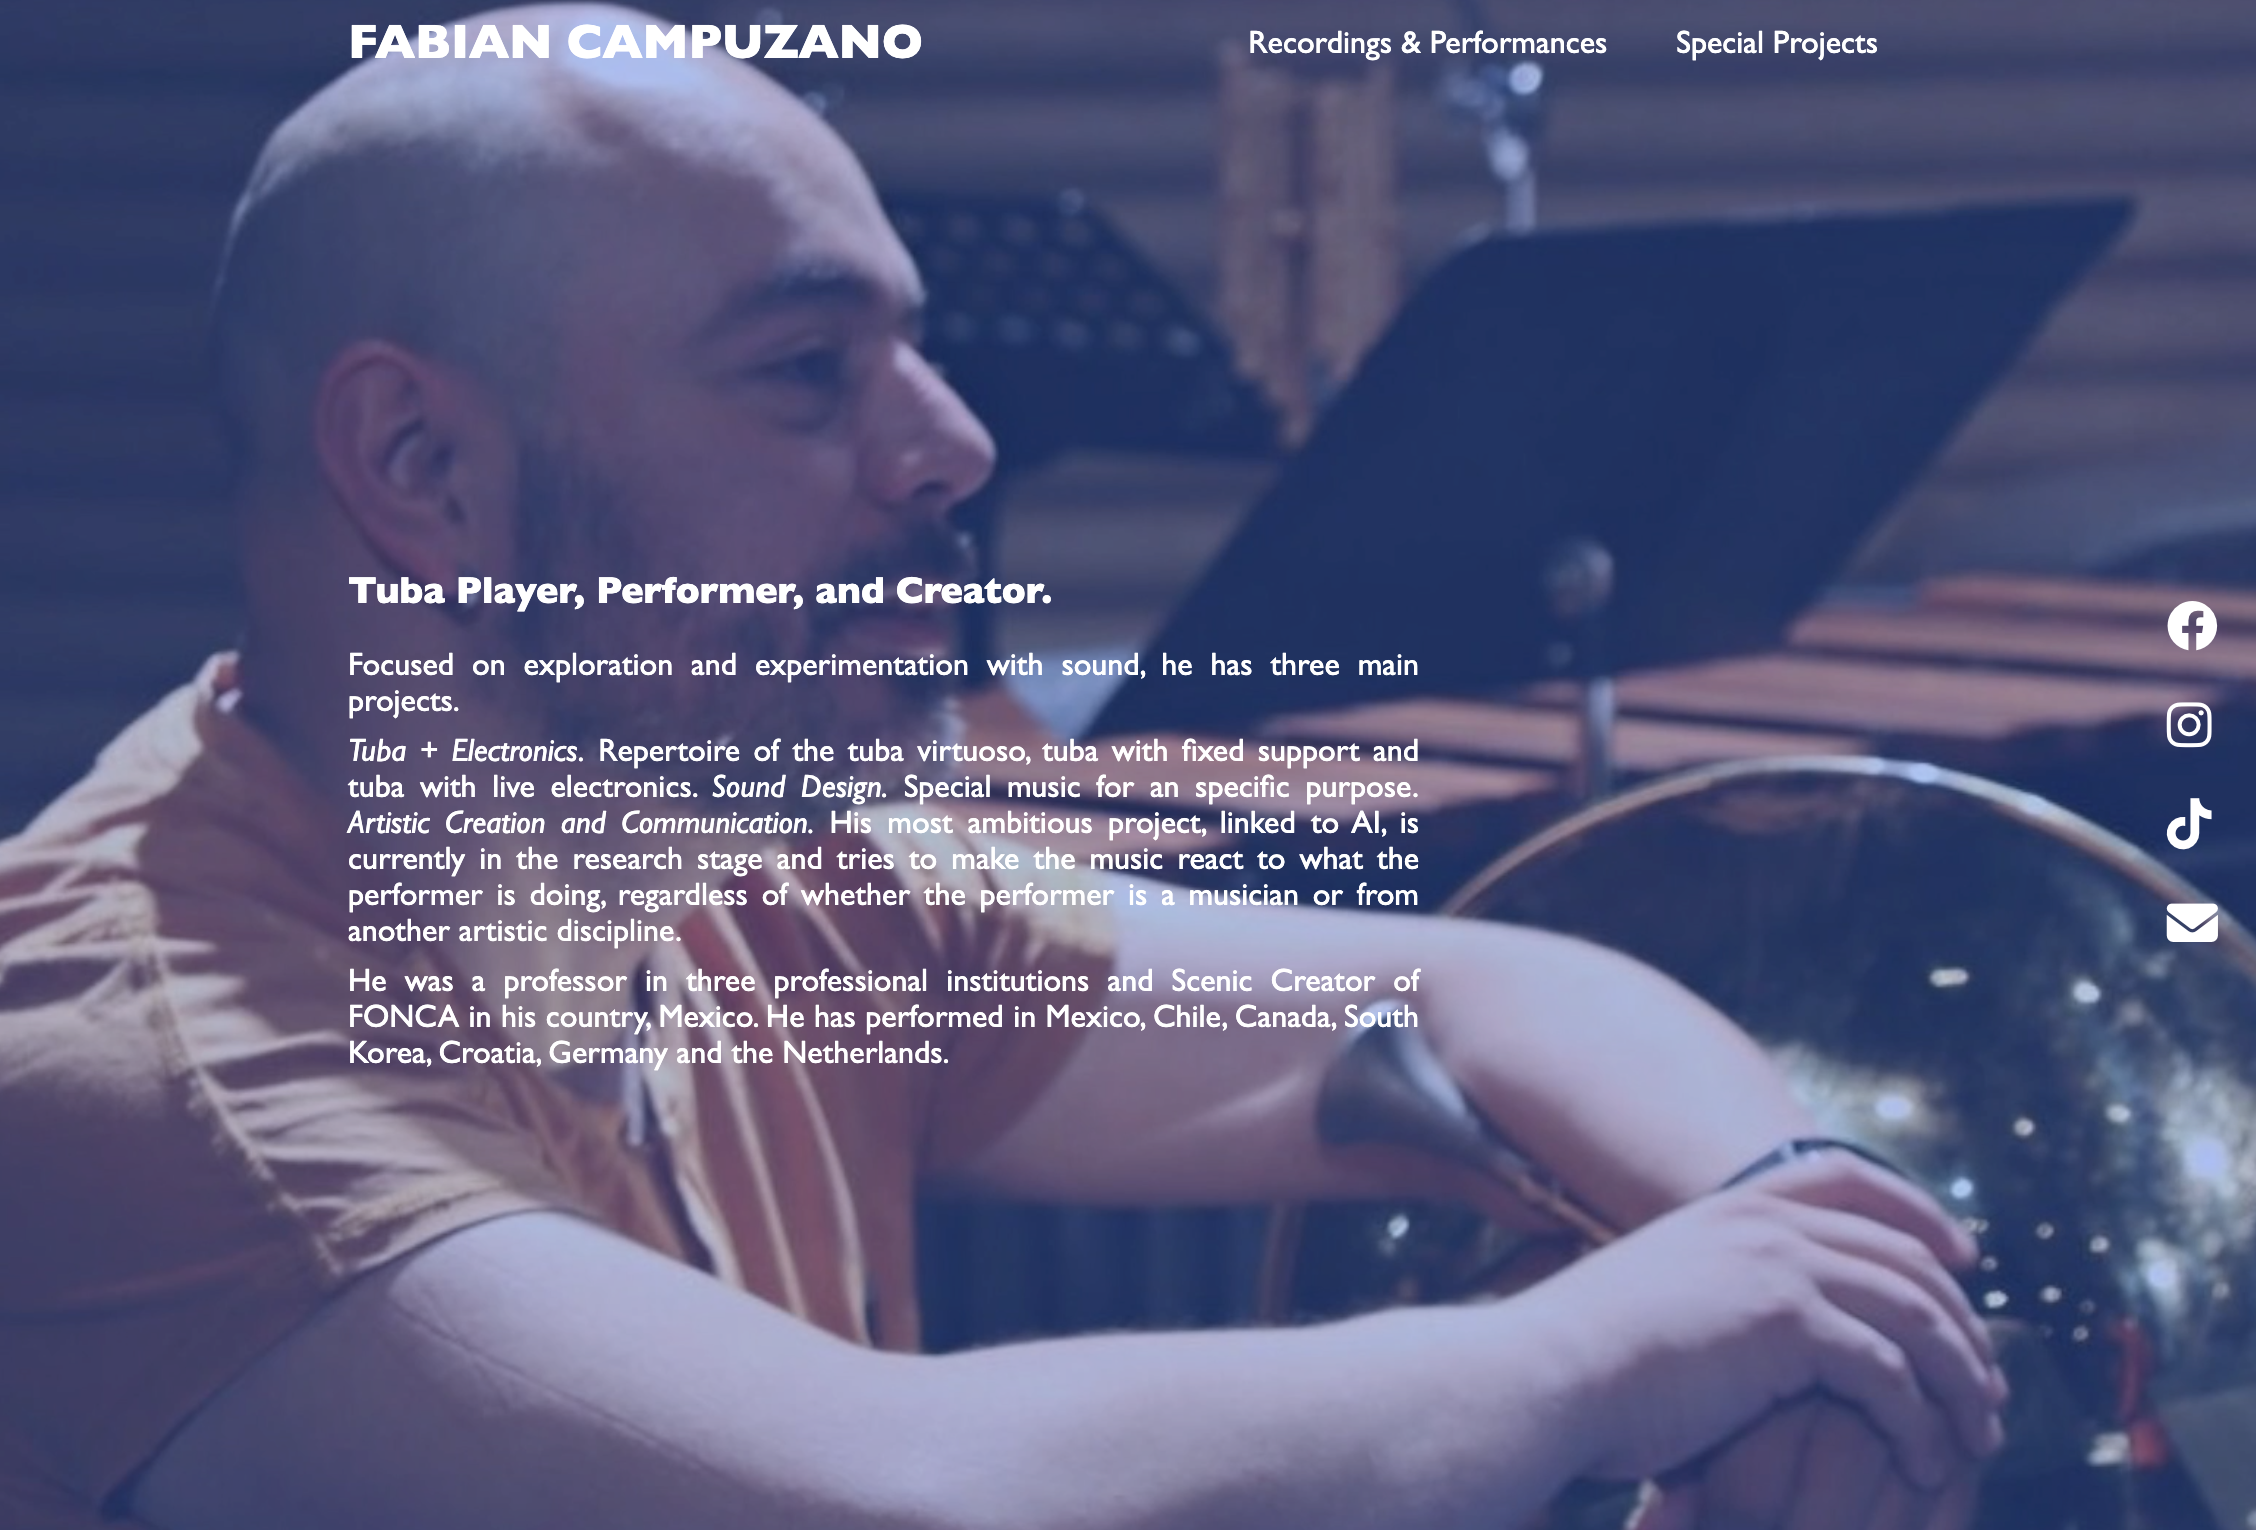 FABIAN CAMPUZANO
Recordings & Performances
Special Projects
Tuba Player, Performer, and Creator.
Focused on exploration and experimentation with sound, he has three main
projects.
Tuba + Electronics. Repertoire of the tuba virtuoso, tuba with fixed support and
tuba with live electronics. Sound Design. Special music for an specific purpose.
Artistic Creation and Communication. His most ambitious project, linked to AI, is
currently in the research stage and tries to make the music react to what the
performer is doing, regardless of whether the performer is a musician or from
another artistic discipline.
He was a professor in three professional institutions and Scenic Creator of
FONCA in his country, Mexico. He has performed in Mexico, Chile, Canada, South
Korea, Croatia, Germany and the Netherlands.